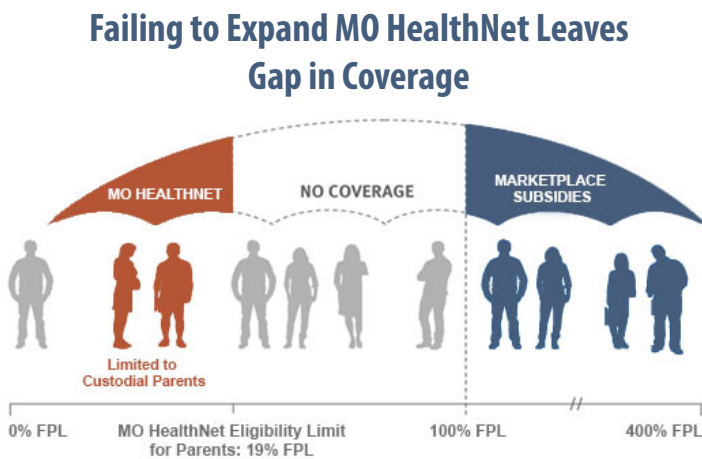 Failing to Expand MO HealthNet Leaves
Gap in Coverage
MO HEALTHNET
NO COVERAGE
MARKETPLACE
SUBSIDIES
Limited to
Custodial Parents
0% FPL
MO HealthNet Eligibility Limit
for Parents: 19% FPL
100% FPL
400% FPL